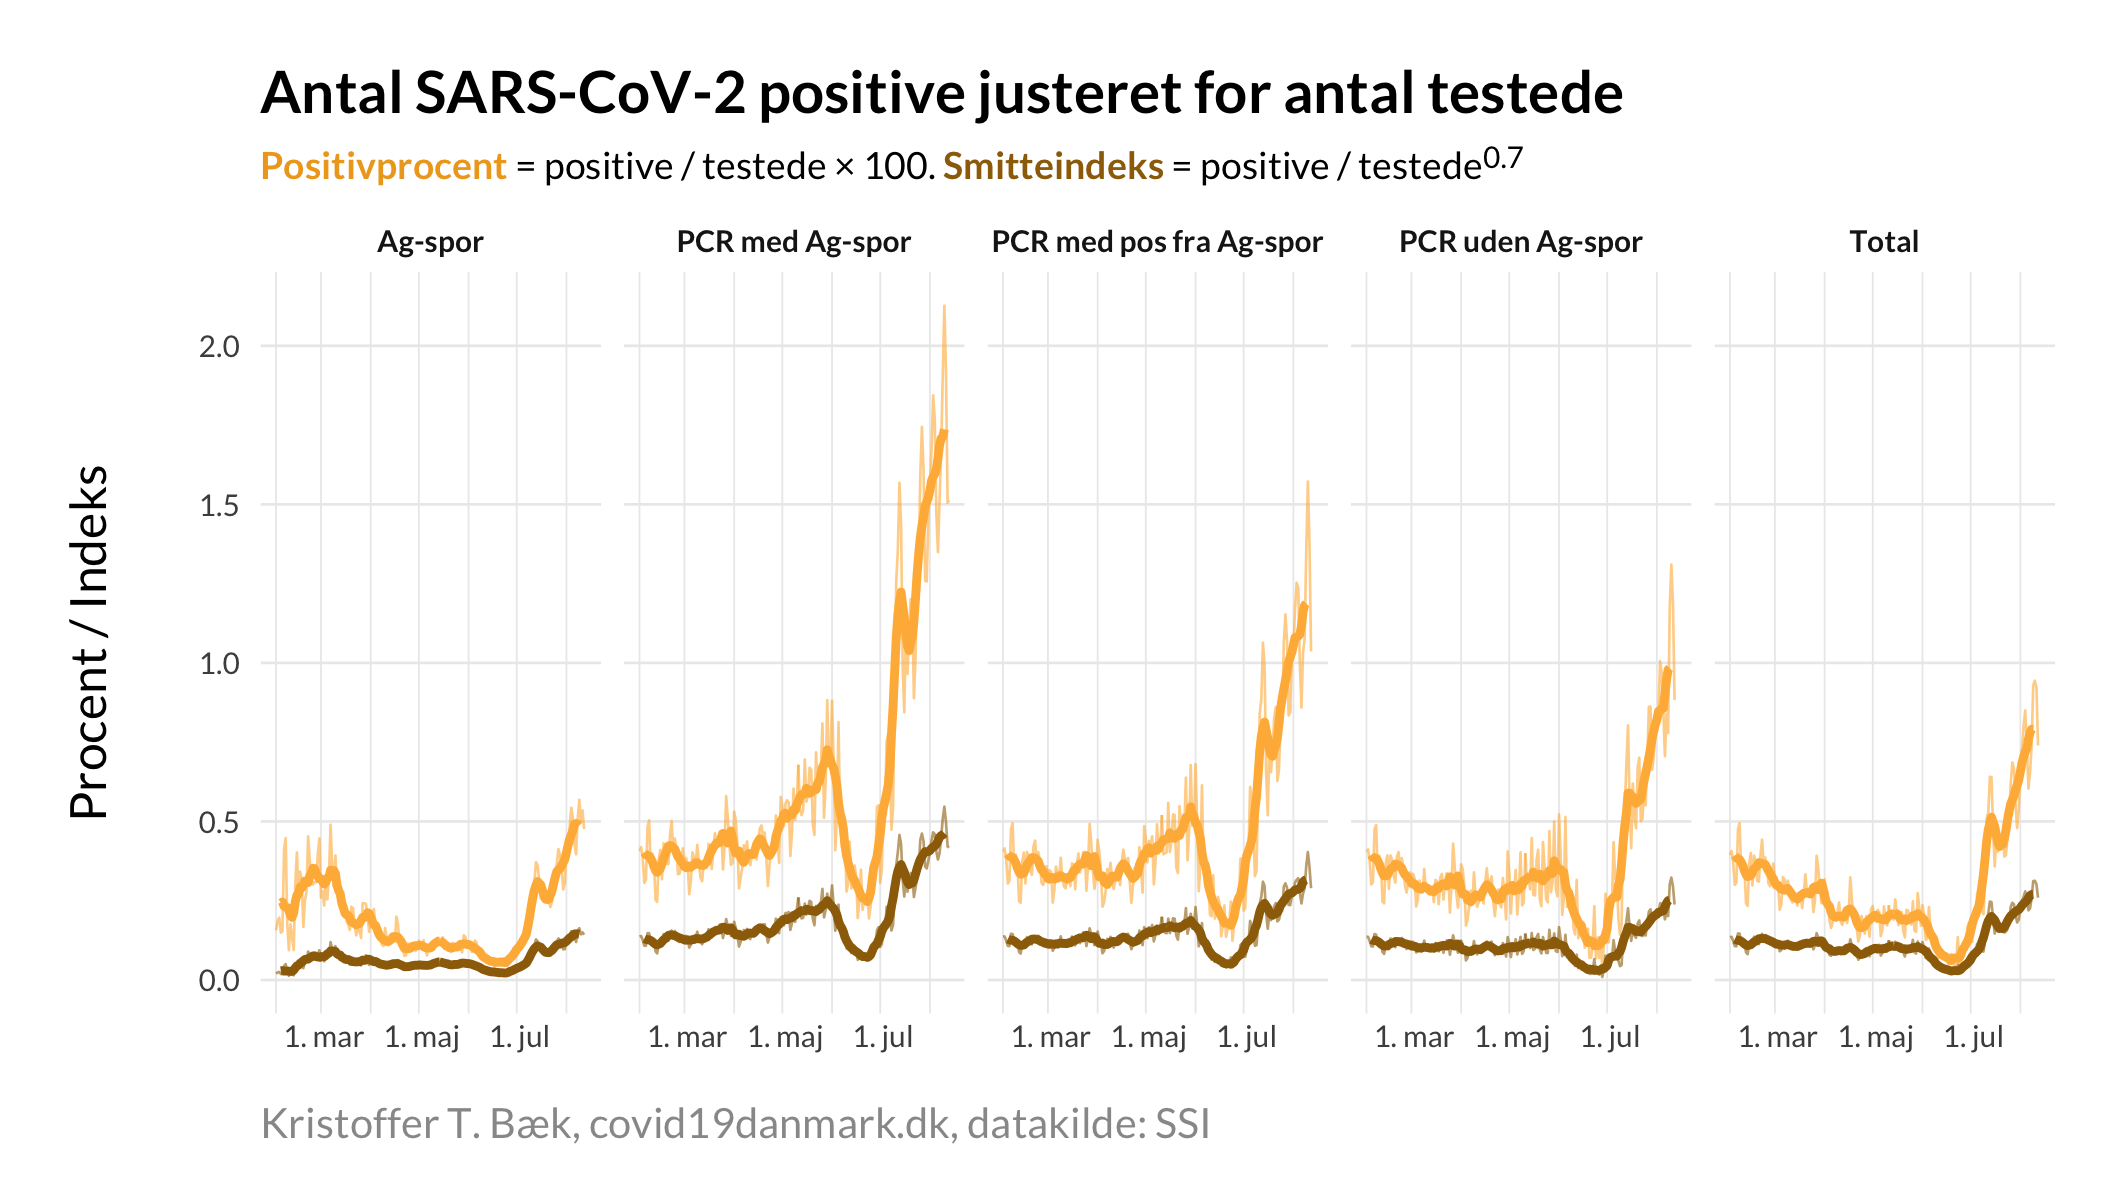 Antal SARS-CoV-2 positive justeret for antal testede
Positivprocent = positive / testede × 100. Smitteindeks = positive / testede^0.7
Ag-spor
PCR med Ag-spor
PCR med pos fra Ag-spor
PCR uden Ag-spor
Total
Procent / Indeks
2.0
1.5
1.0
0.5
0.0
1. mar 1. maj 1. jul
1. mar 1. maj 1. jul
1. mar 1. maj 1. jul
1. mar 1. maj 1. jul
1. mar 1. maj 1. jul
Kristoffer T. Bæk, covid19danmark.dk, datakilde: SSI